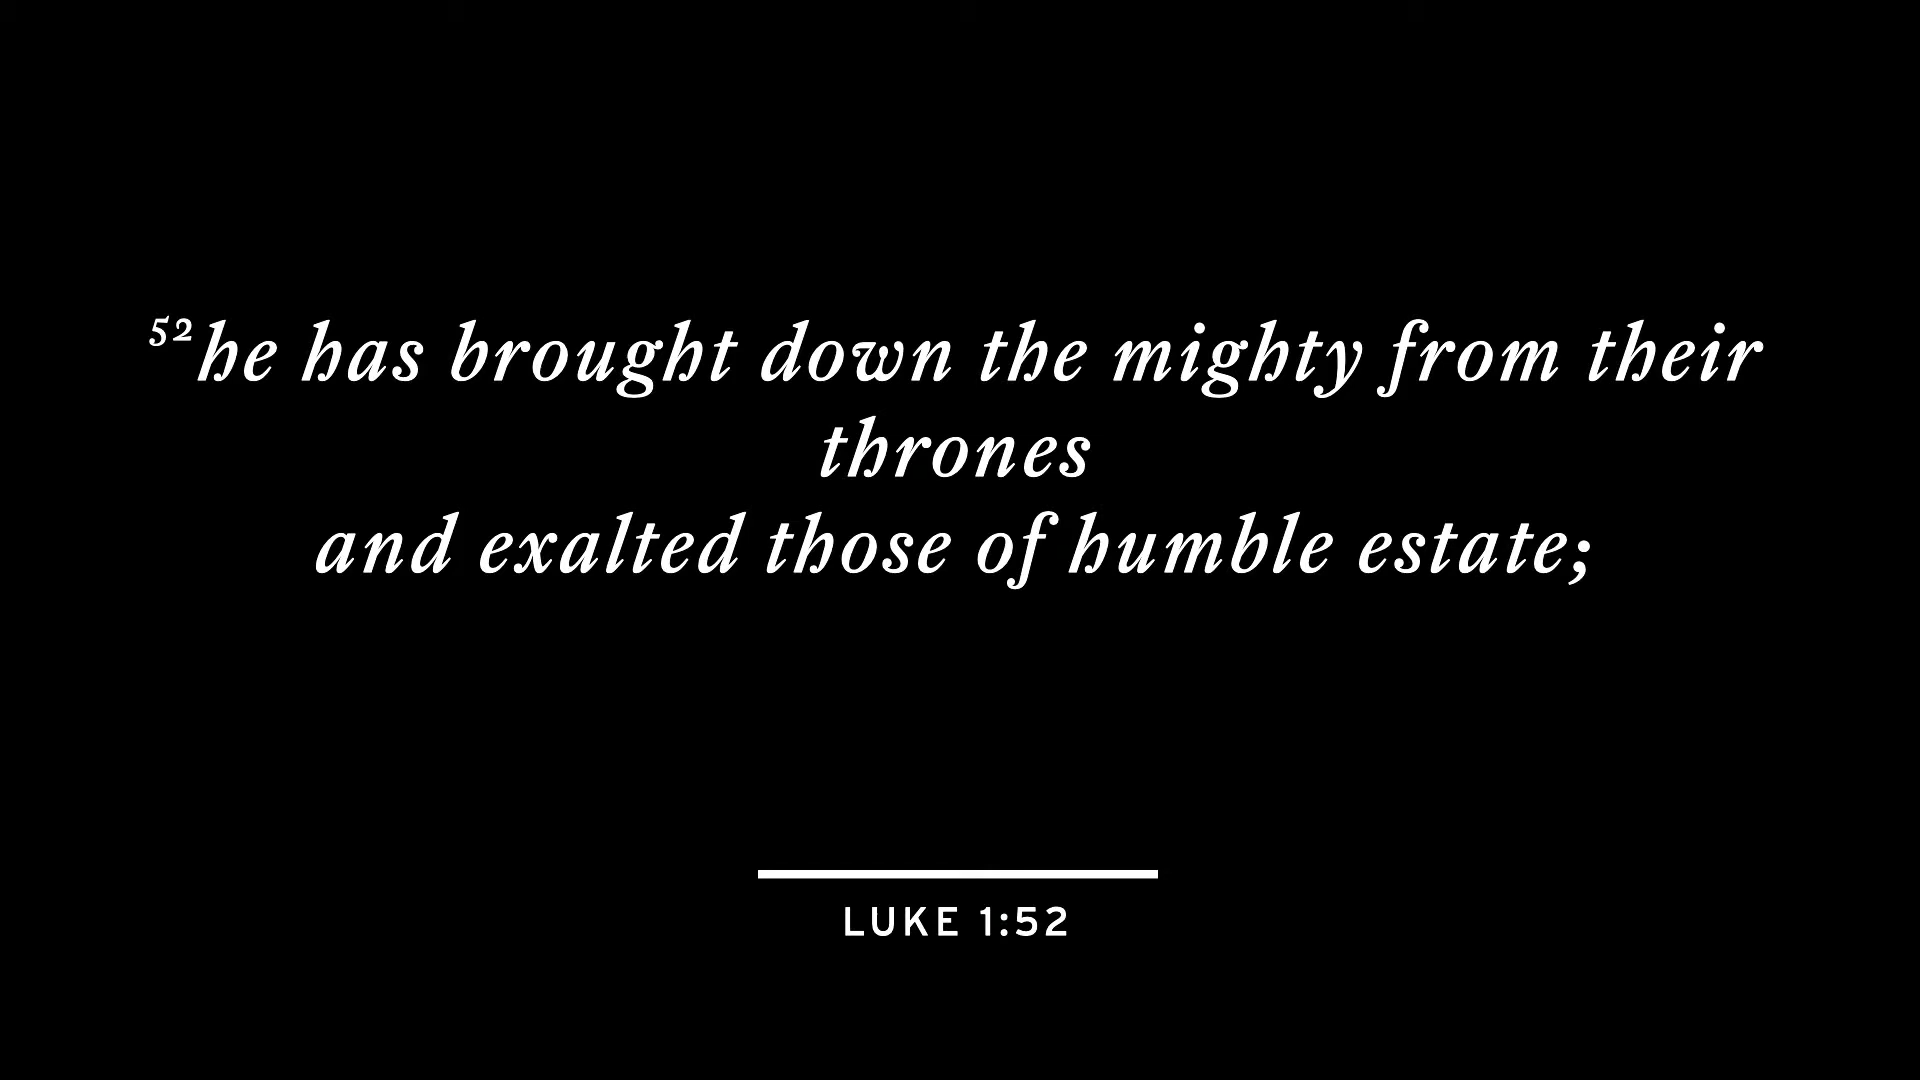 52he has brought down the mighty from their
thrones
and exalted those of humble estate;
LUKE 1:52